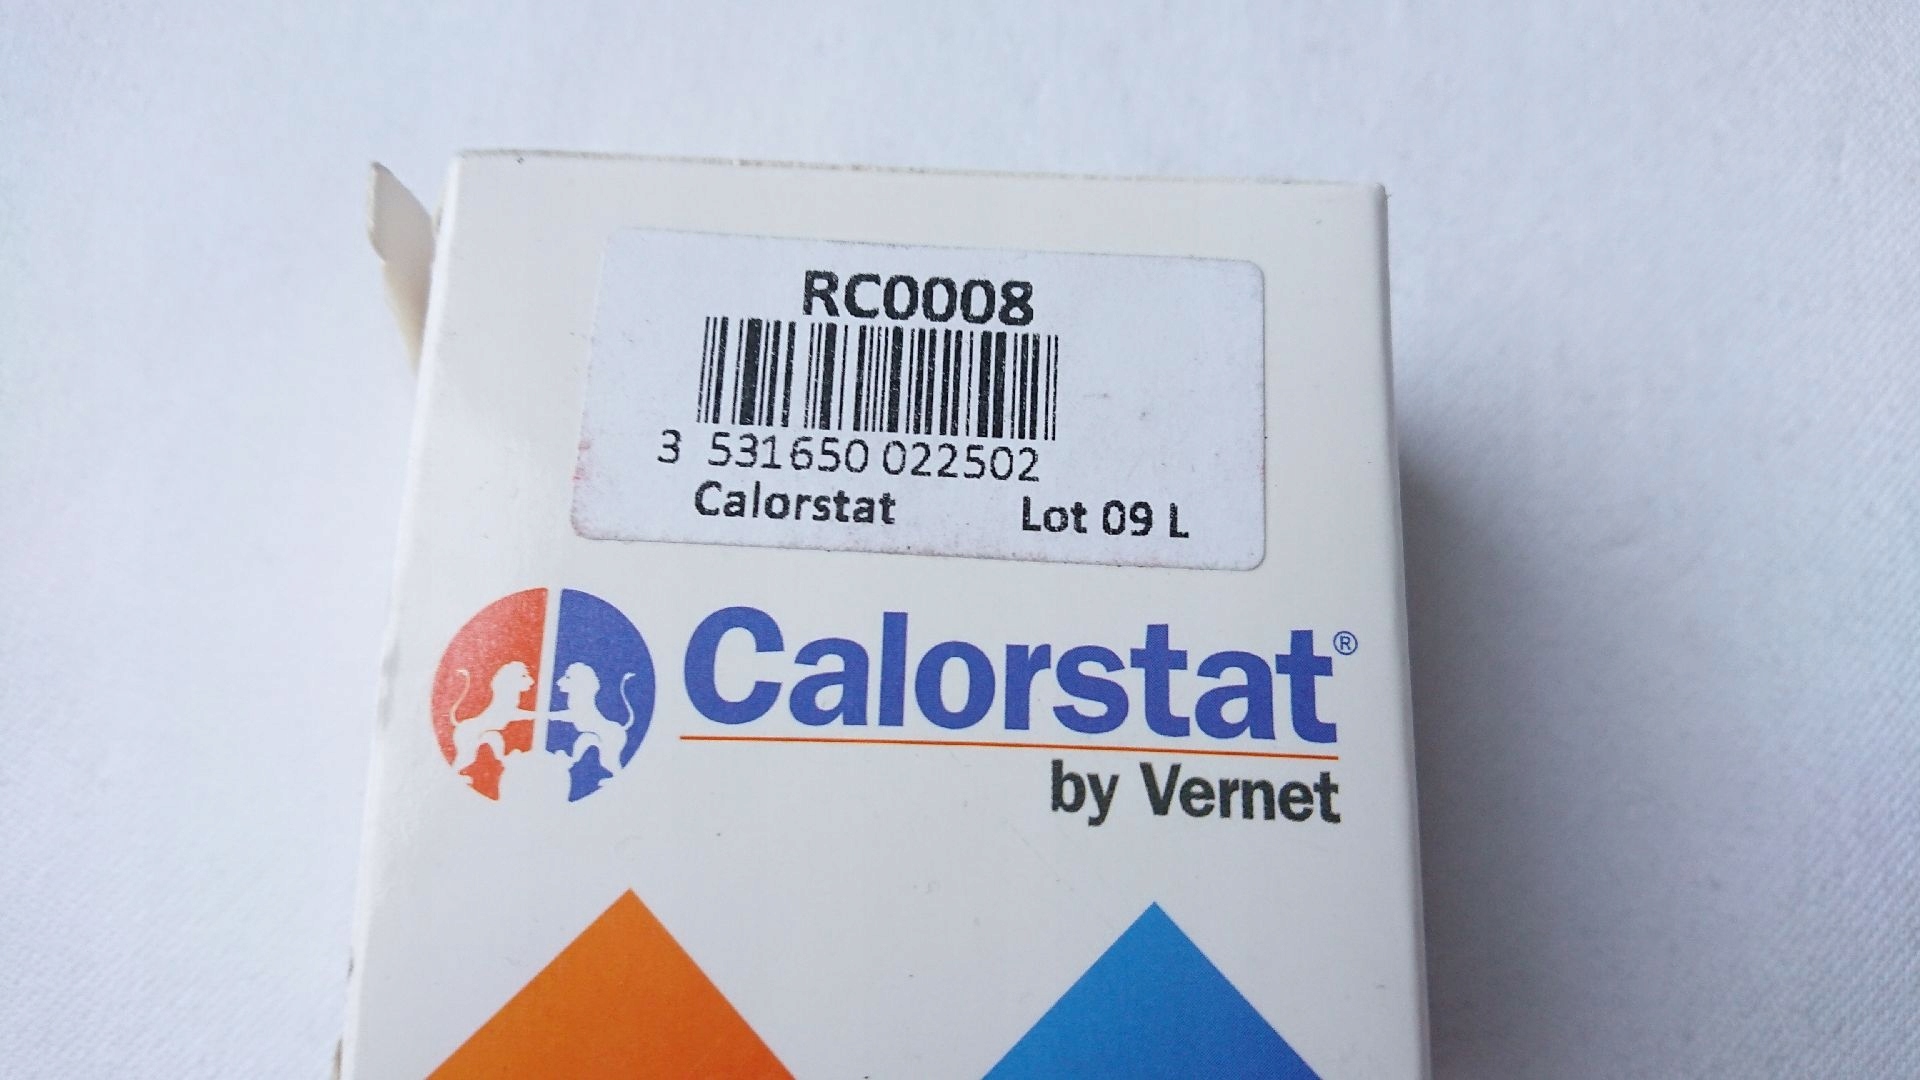 RC0008
3 531650 022502
Calorstat Lot 09 L
Calorstat®
by Vernet